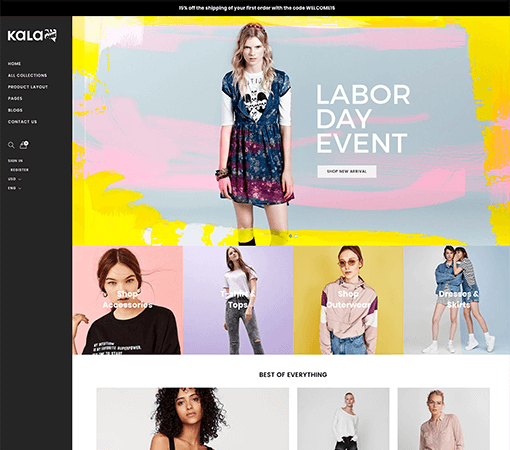 15% off the shipping of your first order with the code WELCOME15
KALA
HOME
ALL COLLECTIONS
PRODUCT LAYOUT
PAGES
BLOGS
CONTACT US
SIGN IN
REGISTER
USD
ENG
LABOR
DAY
EVENT
SHOP NEW ARRIVAL
Shop
Accessories
T-shirts &
Tops
Shop
Outerwear
Dresses &
Skirts
BEST OF EVERYTHING